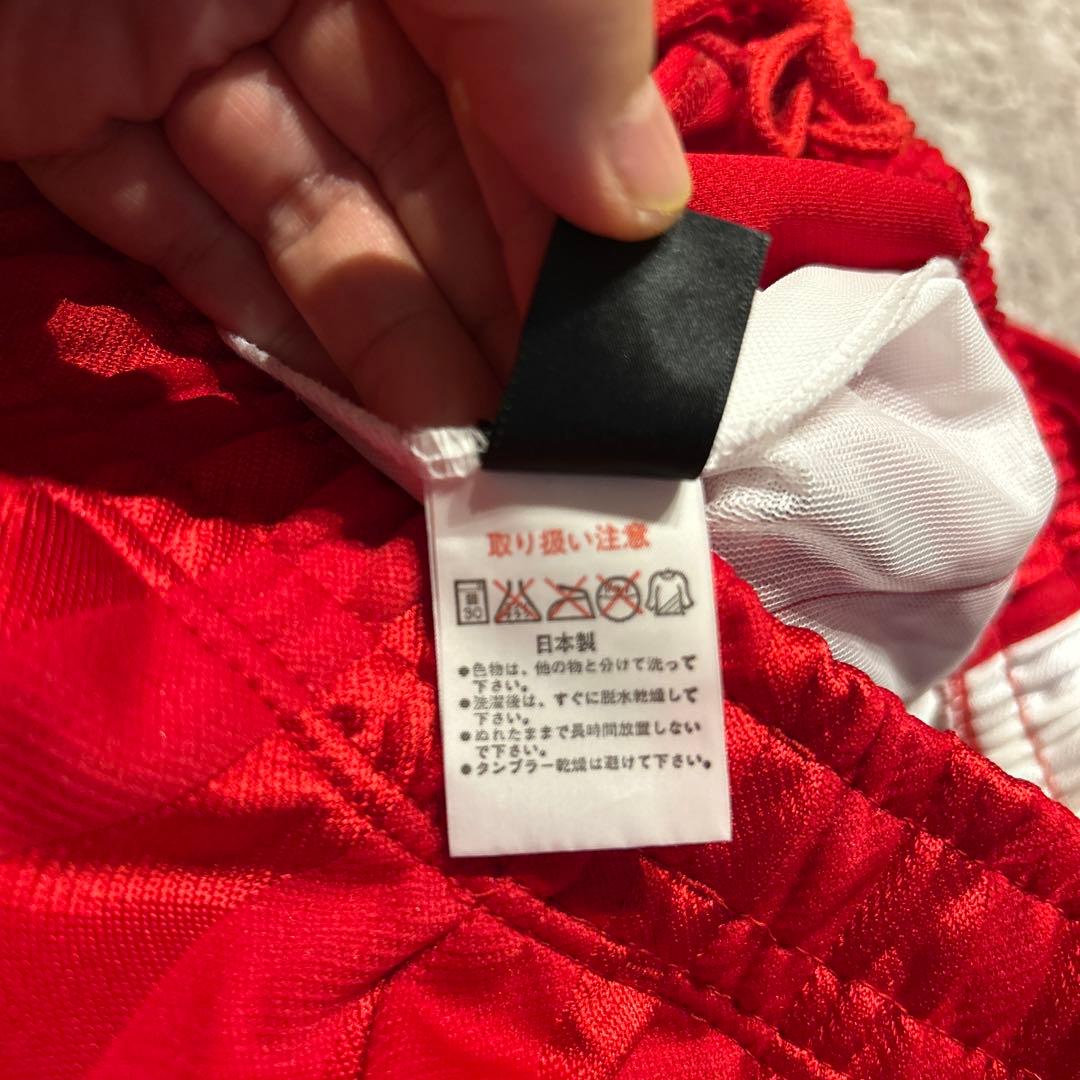 取り扱い注意
30
日本製
●色物は、他の物と分けて洗って
下さい。
●洗濯後は、すぐに脱水乾燥して
下さい。
●ぬれたままで長時間放置しない
で下さい。
●タンブラー乾燥は避けて下さい。